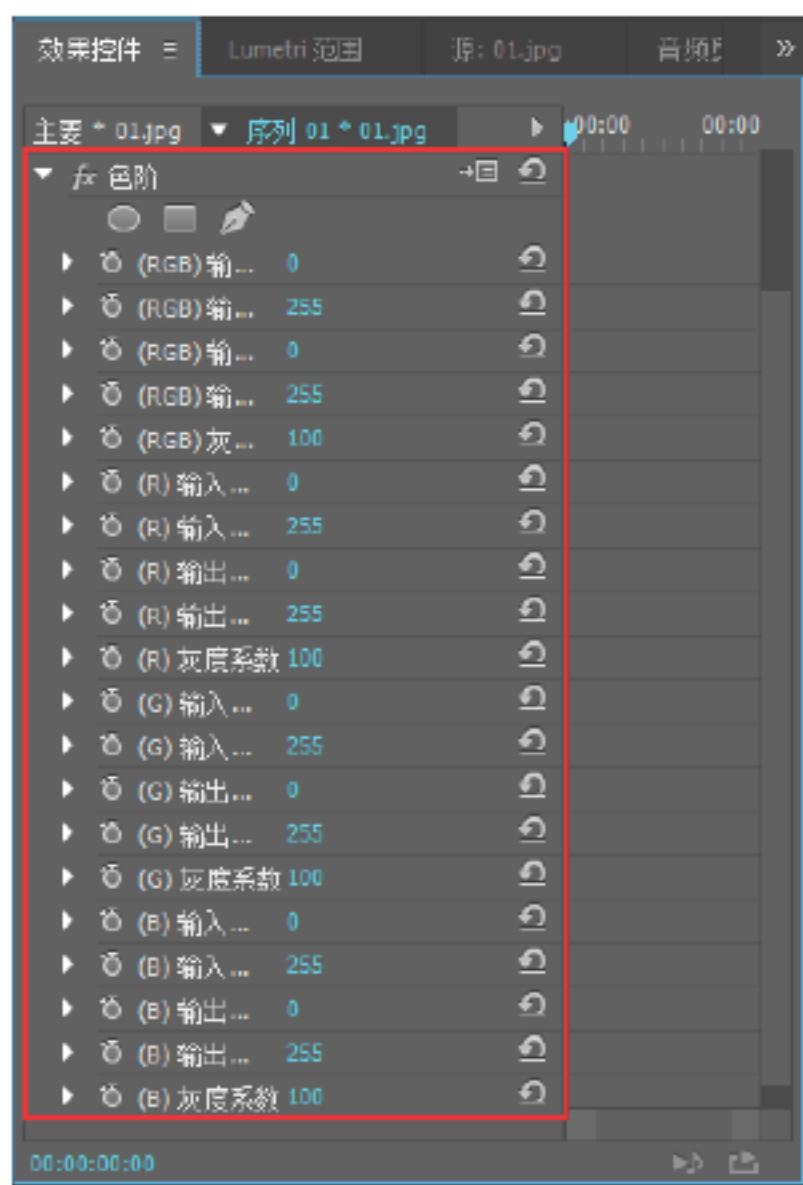 效果控件 Lumetri 范围 源: 01.jpg 音频
主要 * 01.jpg 序列 01 * 01.jpg 00:00 00:00
fx 色阶
(RGB) 输... 0
(RGB) 输... 255
(RGB) 输... 0
(RGB) 输... 255
(RGB) 灰... 100
(R) 输入... 0
(R) 输入... 255
(R) 输出... 0
(R) 输出... 255
(R) 灰度系数 100
(G) 输入... 0
(G) 输入... 255
(G) 输出... 0
(G) 输出... 255
(G) 灰度系数 100
(B) 输入... 0
(B) 输入... 255
(B) 输出... 0
(B) 输出... 255
(B) 灰度系数 100
00:00:00:00